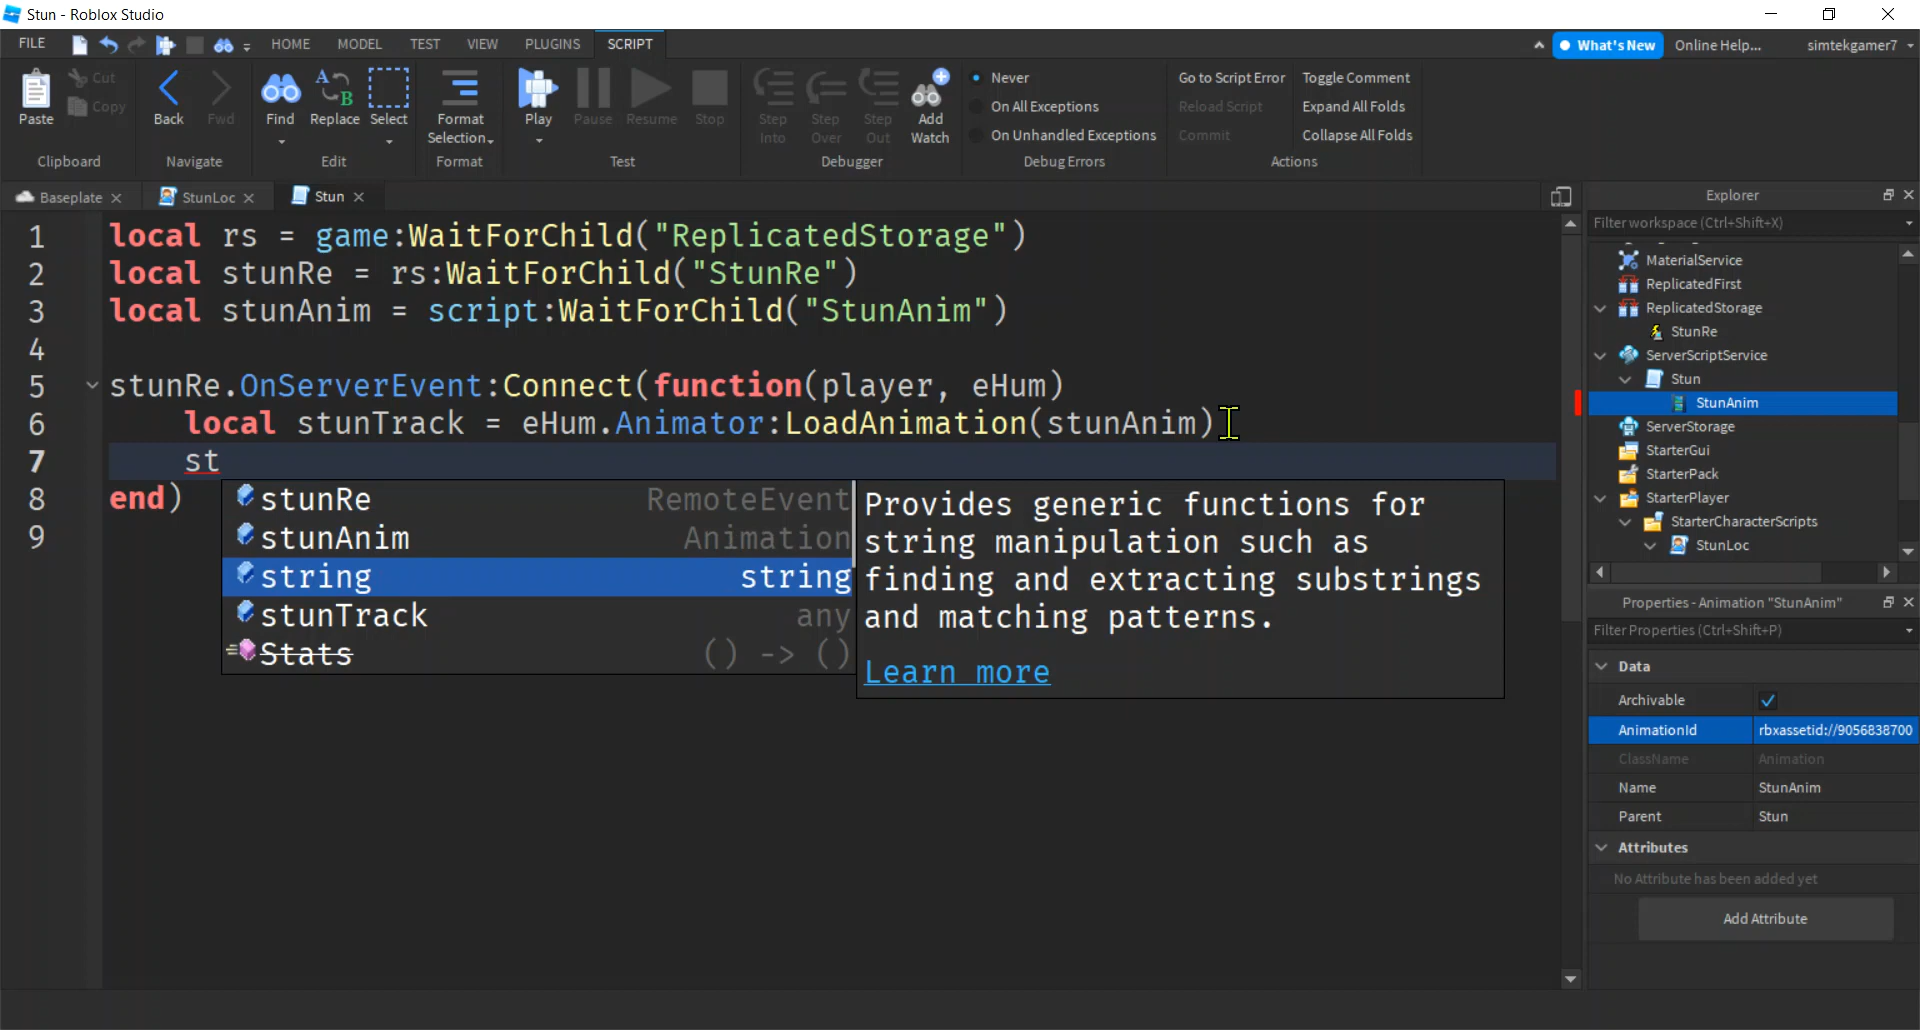 Stun - Roblox Studio
FILE HOME MODEL TEST VIEW PLUGINS SCRIPT What's New Online Help... simtekgamer7
Paste Cut Copy Back Fwd Find Replace Select Format Selection Play Pause Resume Stop Step Into Step Over Step Out Add Watch
Never
On All Exceptions
On Unhandled Exceptions
Go to Script Error
Reload Script
Commit
Toggle Comment
Expand All Folds
Collapse All Folds
Clipboard Navigate Edit Format Test Debugger Debug Errors Actions
Baseplate StunLoc Stun
1 local rs = game:WaitForChild("ReplicatedStorage")
2 local stunRe = rs:WaitForChild("StunRe")
3 local stunAnim = script:WaitForChild("StunAnim")
4
5 stunRe.OnServerEvent:Connect(function(player, eHum)
6 local stunTrack = eHum.Animator:LoadAnimation(stunAnim)
7 st
8 end)
9
stunRe RemoteEvent
stunAnim Animation
string string
stunTrack any
Stats () -> ()
Provides generic functions for
string manipulation such as
finding and extracting substrings
and matching patterns.
Learn more
Explorer
Filter workspace (Ctrl+Shift+X)
MaterialService
ReplicatedFirst
ReplicatedStorage
StunRe
ServerScriptService
Stun
StunAnim
ServerStorage
StarterGui
StarterPack
StarterPlayer
StarterCharacterScripts
StunLoc
Properties - Animation "StunAnim"
Filter Properties (Ctrl+Shift+P)
Data
Archivable
AnimationId rbxassetid://9056838700
ClassName Animation
Name StunAnim
Parent Stun
Attributes
No Attribute has been added yet
Add Attribute